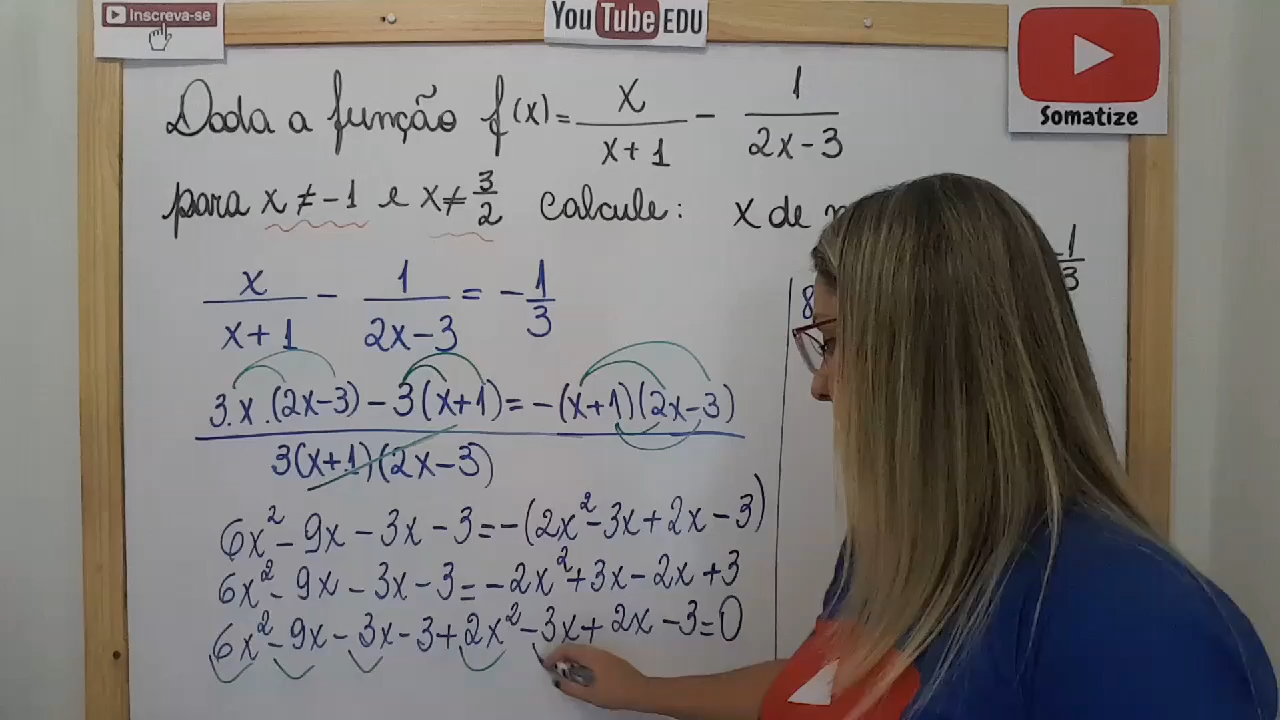 Inscreva-se
YouTube EDU
Somatize
Dada a função f(x) = x/(x+1) - 1/(2x-3)
para x ≠ -1 e x ≠ 3/2 calcule: x de
x/(x+1) - 1/(2x-3) = -1/3
3.x.(2x-3) - 3(x+1) = -(x+1)(2x-3)
3(x+1)(2x-3)
6x² - 9x - 3x - 3 = -(2x² - 3x + 2x - 3)
6x² - 9x - 3x - 3 = -2x² + 3x - 2x + 3
6x² - 9x - 3x - 3 + 2x² - 3x + 2x - 3 = 0
-1/3
8